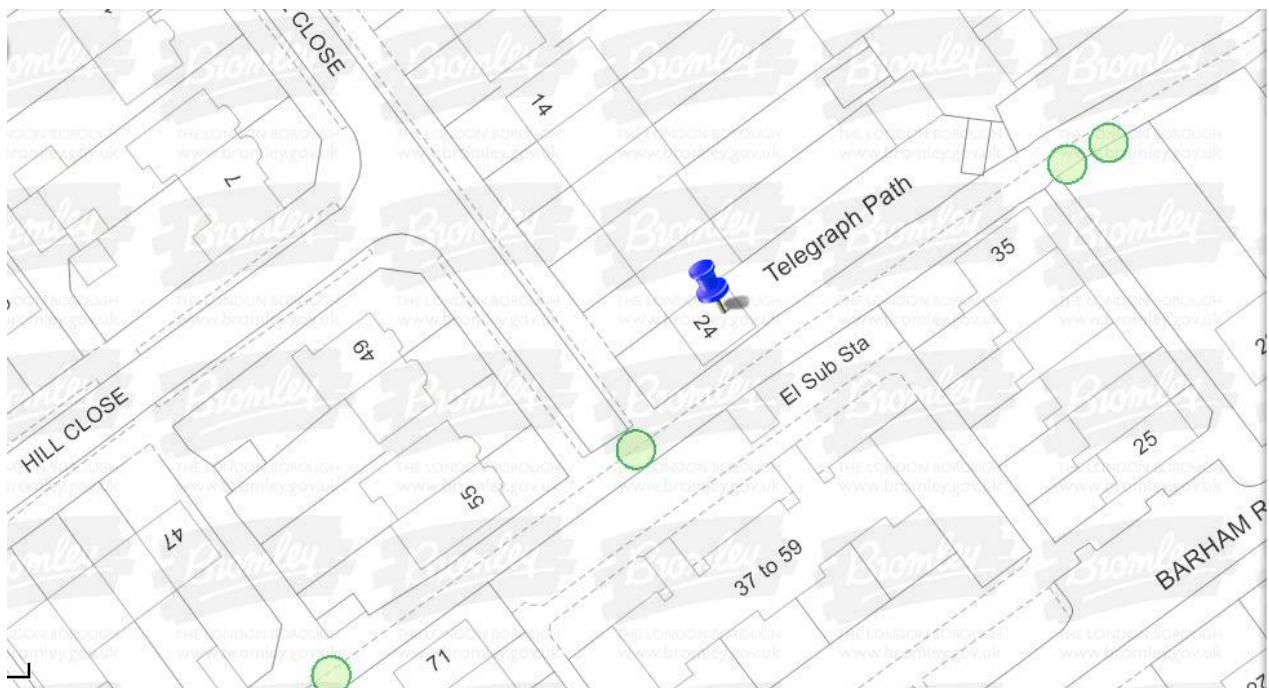 CLOSE
14
7
Telegraph Path
35
24
49
El Sub Sta
HILL CLOSE
25
55
47
37 to 59
BARHAM R
71
Bromley
THE LONDON BOROUGH
www.bromley.gov.uk